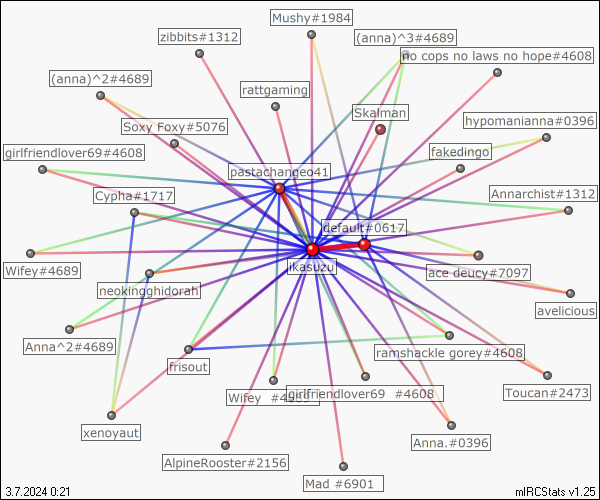 Mushy#1984
zibbits#1312
(anna)^3#4689
no cops no laws no hope#4608
(anna)^2#4689
rattgaming
Skalman
Soxy Foxy#5076
hypomanianna#0396
girlfriendlover69#4608
fakedingo
pastachangeo41
Cypha#1717
Annarchist#1312
default#0617
Wifey#4689
ikasuzu
ace deucy#7097
neokingghidorah
avelicious
Anna^2#4689
ramshackle gorey#4608
frisout
Wifey
girlfriendlover69 #4608
Toucan#2473
xenoyaut
Anna.#0396
AlpineRooster#2156
Mad #6901
3.7.2024 0:21
mIRCStats v1.25